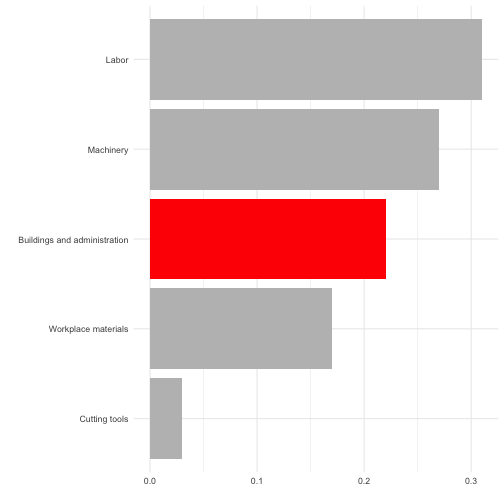 Labor
Machinery
Buildings and administration
Workplace materials
Cutting tools
0.0 0.1 0.2 0.3